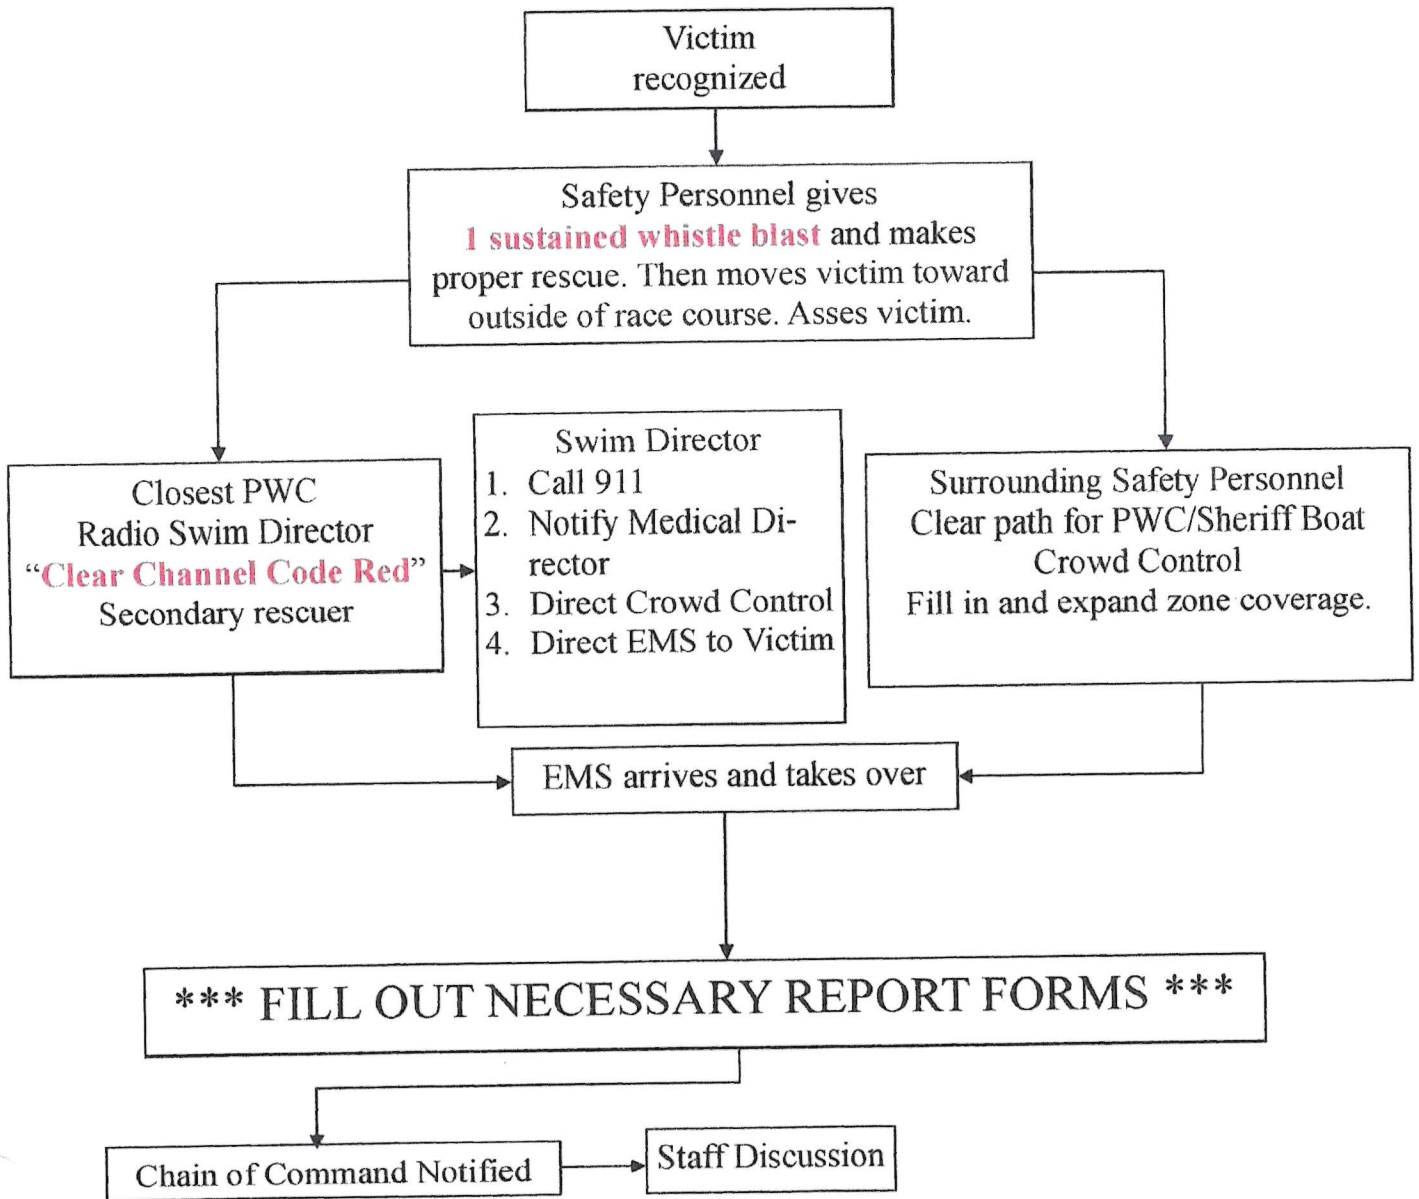 Victim
recognized
Safety Personnel gives
1 sustained whistle blast and makes
proper rescue. Then moves victim toward
outside of race course. Asses victim.
Closest PWC
Radio Swim Director
“Clear Channel Code Red”
Secondary rescuer
Swim Director
1. Call 911
2. Notify Medical Di-
rector
3. Direct Crowd Control
4. Direct EMS to Victim
Surrounding Safety Personnel
Clear path for PWC/Sheriff Boat
Crowd Control
Fill in and expand zone coverage.
EMS arrives and takes over
*** FILL OUT NECESSARY REPORT FORMS ***
Chain of Command Notified
Staff Discussion